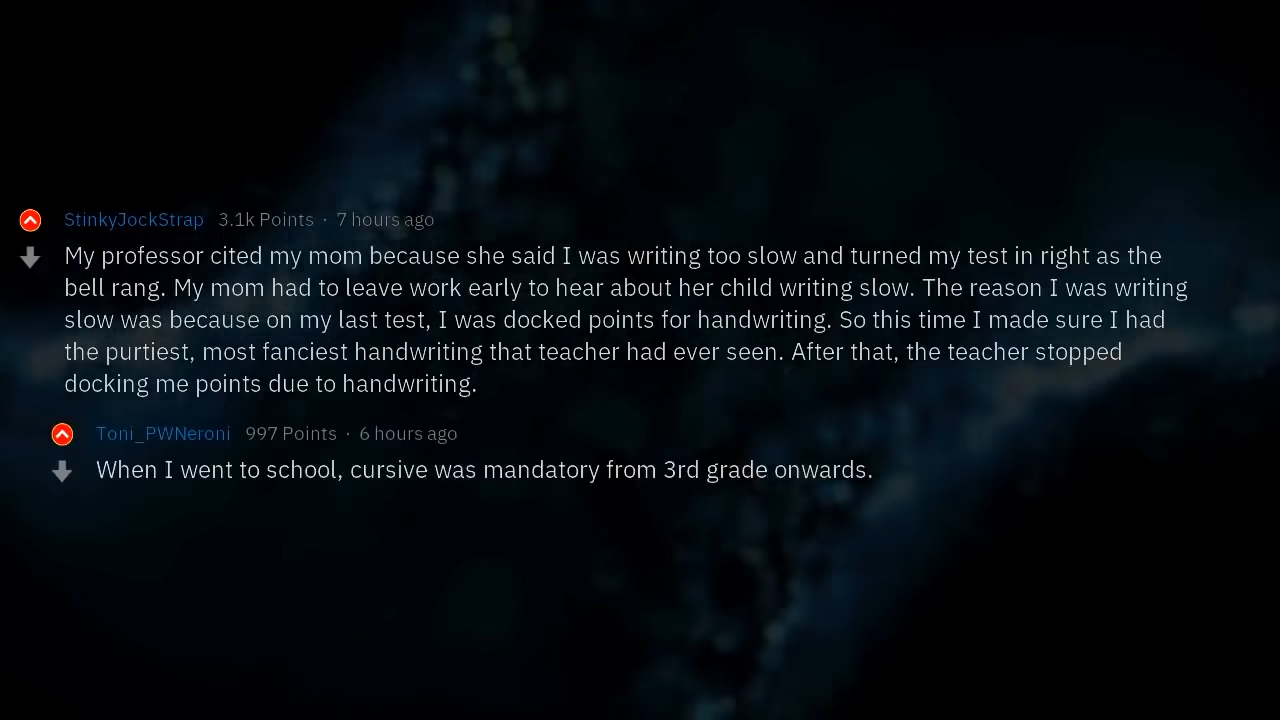 StinkyJockStrap 3.1k Points · 7 hours ago
My professor cited my mom because she said I was writing too slow and turned my test in right as the
bell rang. My mom had to leave work early to hear about her child writing slow. The reason I was writing
slow was because on my last test, I was docked points for handwriting. So this time I made sure I had
the purtiest, most fanciest handwriting that teacher had ever seen. After that, the teacher stopped
docking me points due to handwriting.
Toni_PWNeroni 997 Points · 6 hours ago
When I went to school, cursive was mandatory from 3rd grade onwards.